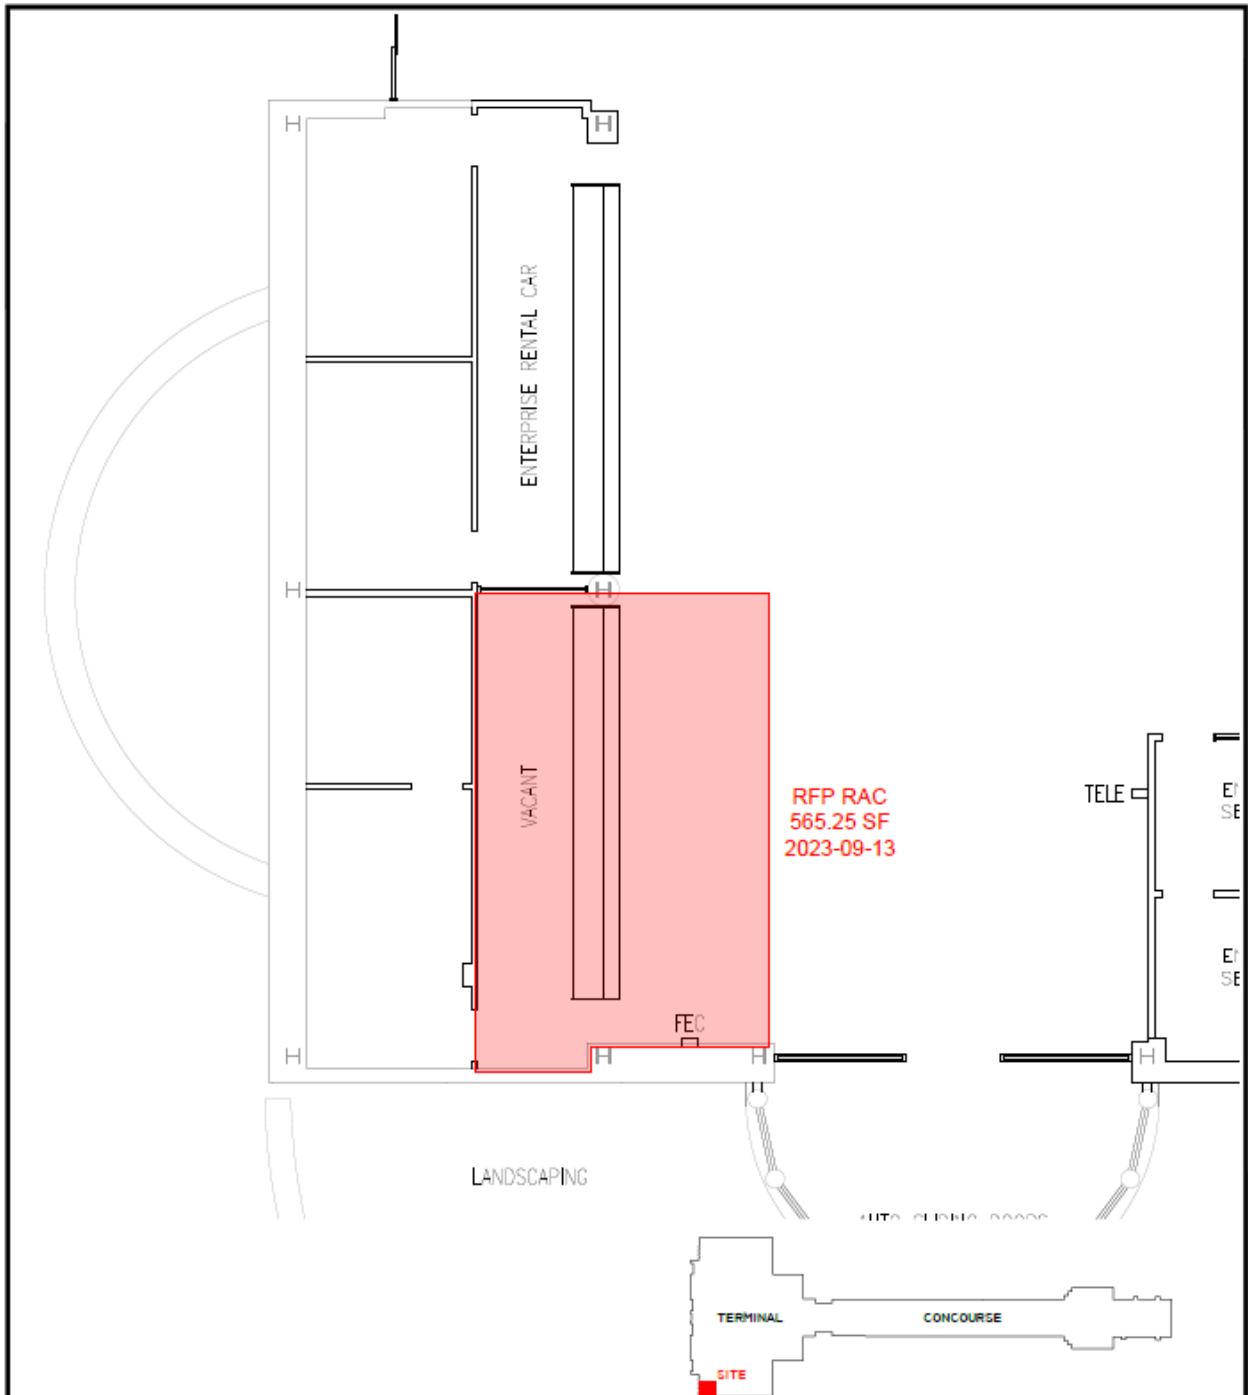 ENTERPRISE RENTAL CAR
VACANT
RFP RAC
565.25 SF
2023-09-13
TELE
FEC
LANDSCAPING
TERMINAL
CONCOURSE
SITE